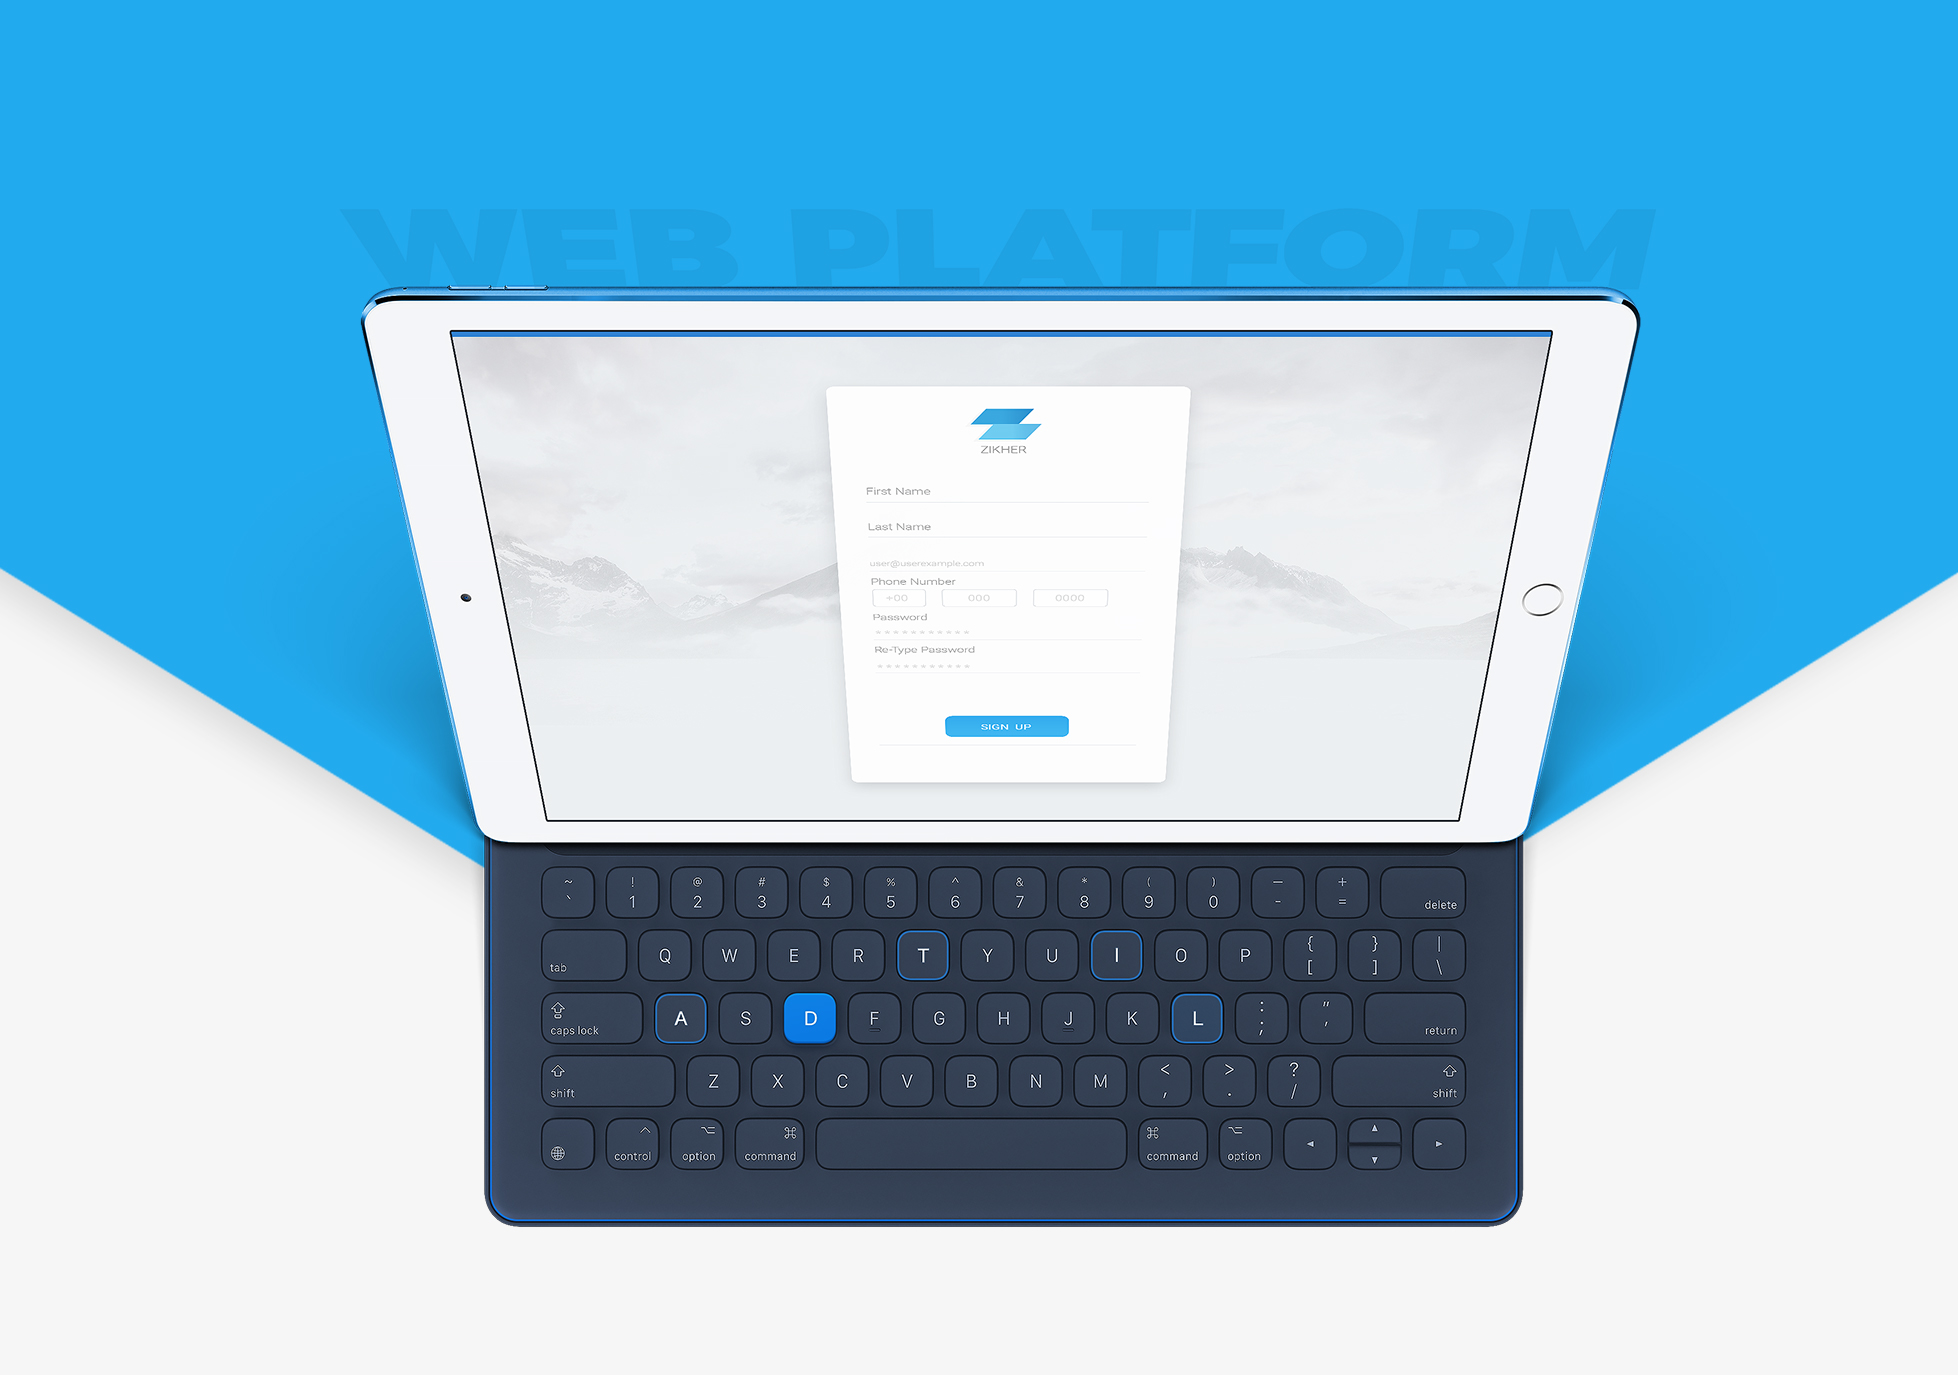 WEB PLATFORM
ZIKHER
First Name
Last Name
user@userexample.com
Phone Number
+00 000 0000
Password
***********
Re-Type Password
***********
SIGN UP
~ ! @ # $ % ^ & * ( ) — +
` 1 2 3 4 5 6 7 8 9 0 - = delete
tab Q W E R T Y U I O P { [ } ] | \
caps lock A S D F G H J K L : ; " ' return
shift Z X C V B N M < , > . ? / shift
control option command command option